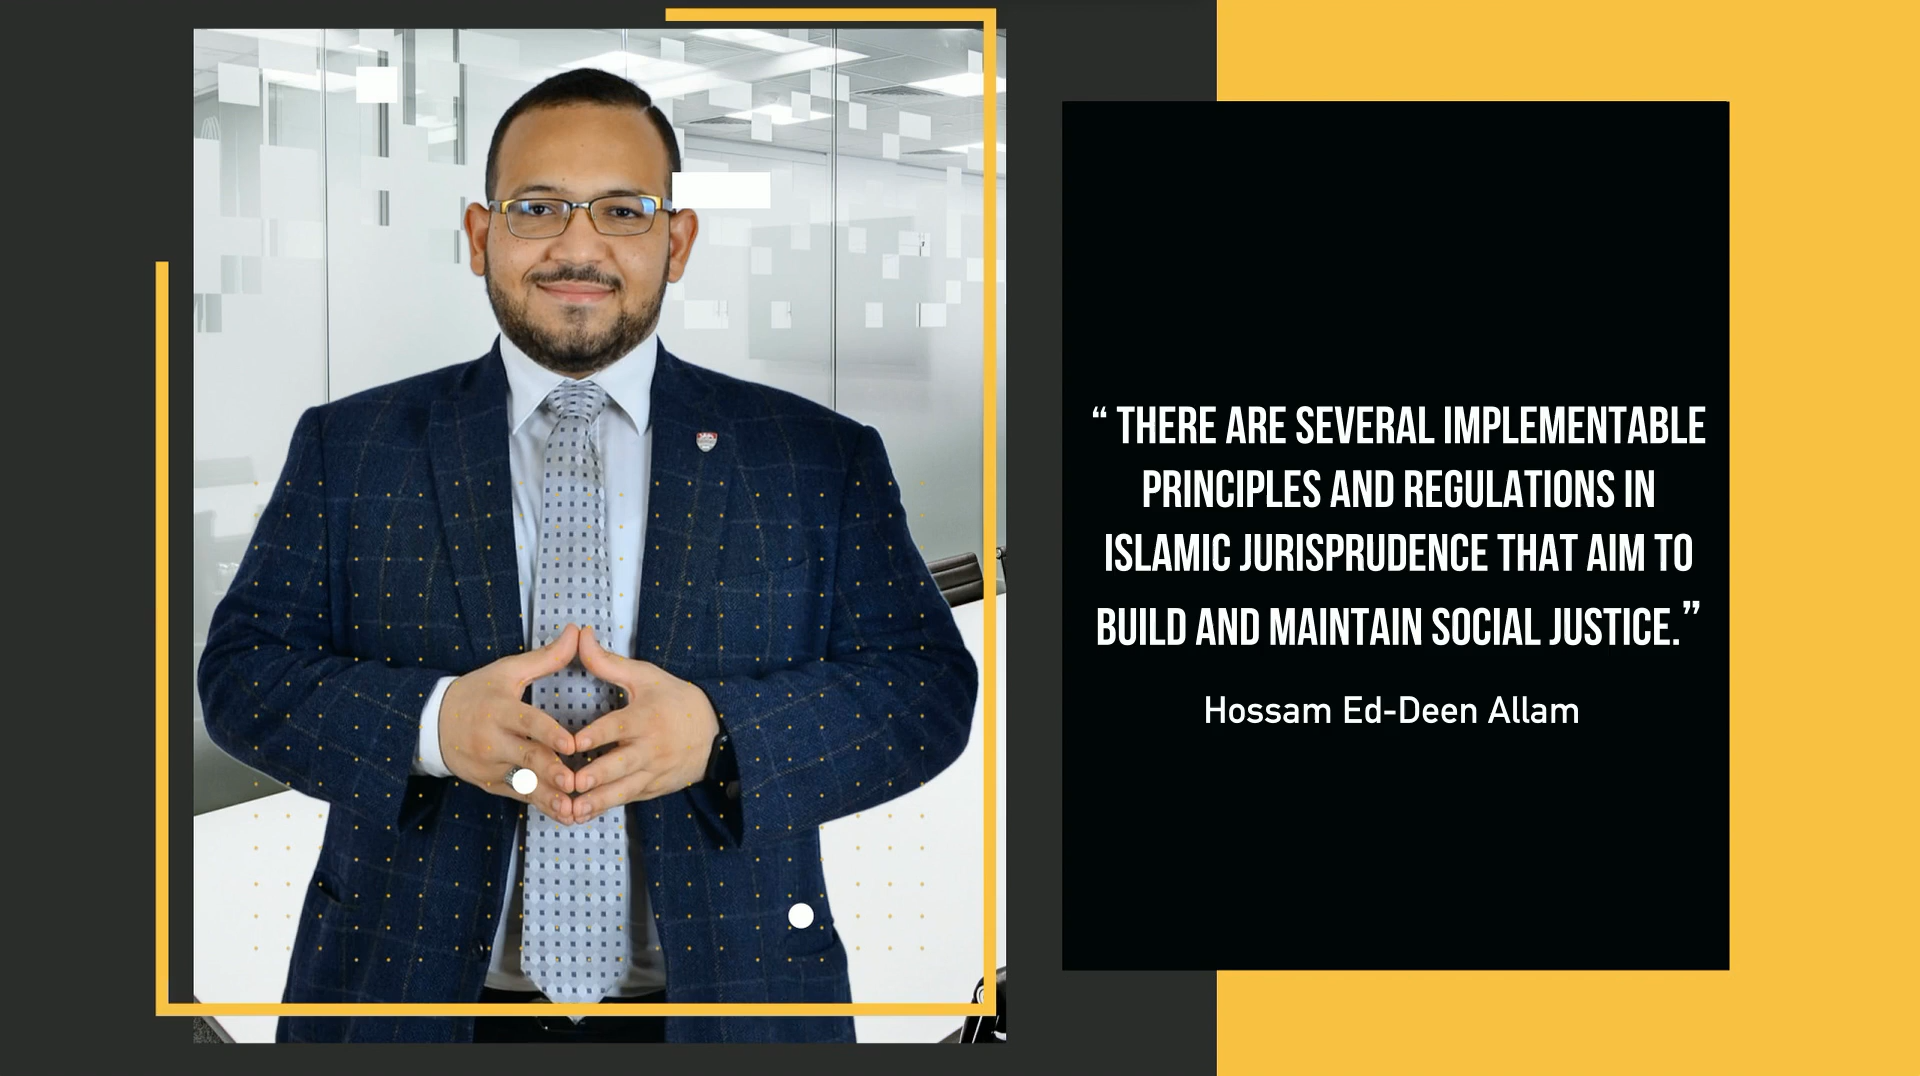 “ THERE ARE SEVERAL IMPLEMENTABLE
PRINCIPLES AND REGULATIONS IN
ISLAMIC JURISPRUDENCE THAT AIM TO
BUILD AND MAINTAIN SOCIAL JUSTICE.”
Hossam Ed-Deen Allam